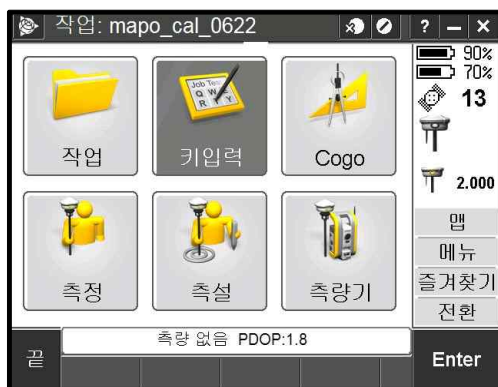 작업: mapo_cal_0622
? – ×
90%
70%
13
작업
키입력
Cogo
2.000
측정
측설
측량기
맵
메뉴
즐겨찾기
전환
측량 없음 PDOP:1.8
끝
Enter